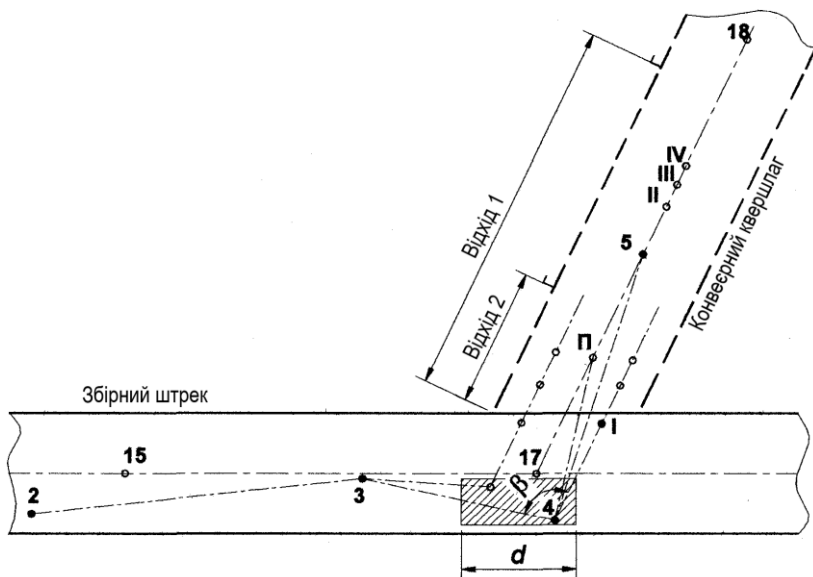 18
IV
III
II
Відхід 1
5
Конвеєрний квершлаг
Відхід 2
П
Збірний штрек
I
15
17
2
3
β
4
d